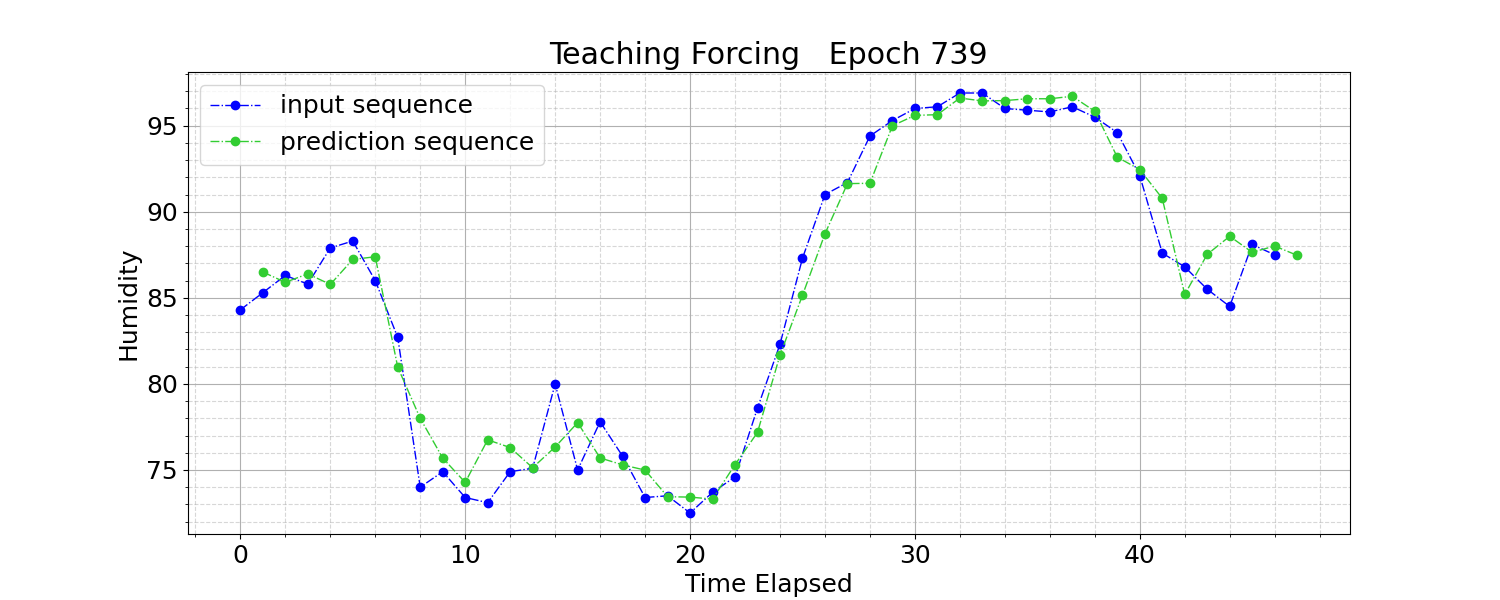 Teaching Forcing   Epoch 739
input sequence
prediction sequence
Humidity
95
90
85
80
75
0 10 20 30 40
Time Elapsed